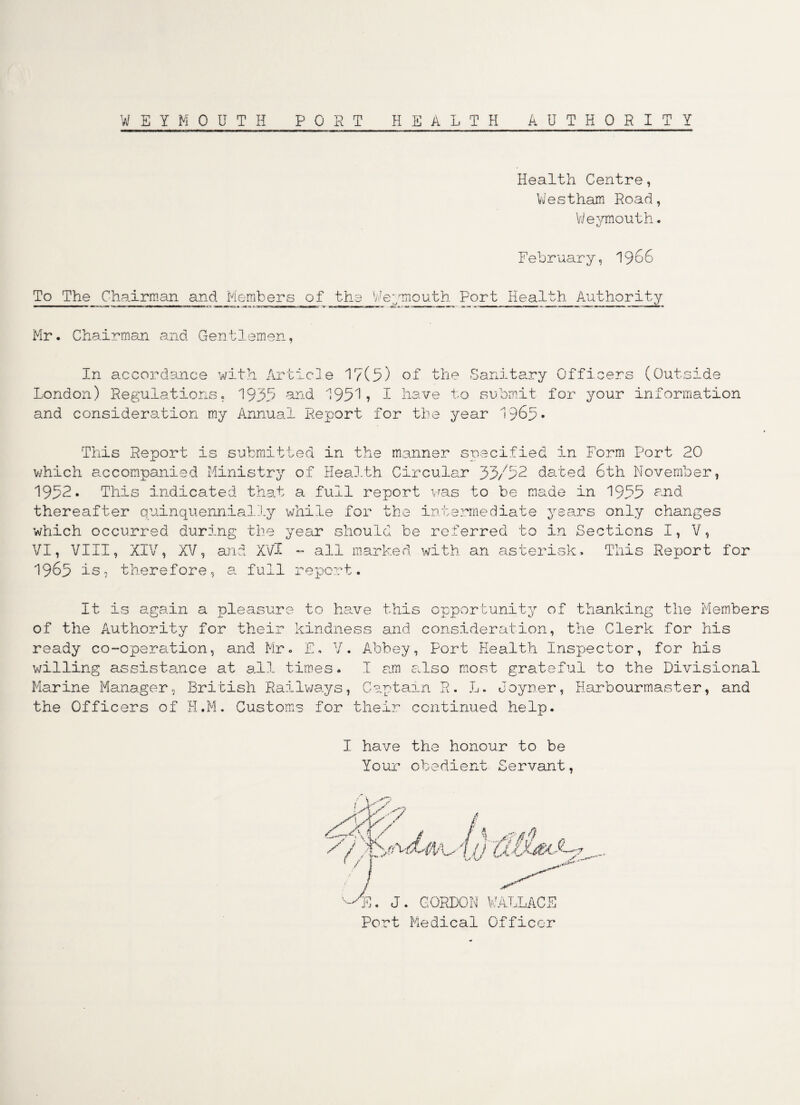 WEYMOUTH PORT HEALTH AUTHORITY
Health Centre,
Westham Road,
Weymouth.
February, 1966
To The Chairman and Members of the Weymouth Port Health Authority
Mr. Chairman and Gentlemen,
In accordance with Article 17(5) of the Sanitary Officers (Outside
London) Regulations, 1935 and 1951, I have to submit for your information
and consideration my Annual Report for the year 1965.
This Report is submitted in the manner specified in Form Port 20
which accompanied Ministry of Health Circular 33/52 dated 6th November,
1952. This indicated that a full report was to be made in 1955 and
thereafter quinquennially while for the intermediate years only changes
which occurred during the year should be referred to in Sections I, V,
VI, VIII, XIV, XV, and XVI - all marked with an asterisk. This Report for
1965 is, therefore, a full report.
It is again a pleasure to have this opportunity of thanking the Members
of the Authority for their kindness and consideration, the Clerk for his
ready co-operation, and Mr. E. V. Abbey, Port Health Inspector, for his
willing assistance at all times. I am also most grateful to the Divisional
Marine Manager, British Railways, Captain R. L. Joyner, Harbourmaster, and
the Officers of H.M. Customs for their continued help.
I have the honour to be
Your obedient Servant,
Gordon Wallace
E. J. GORDON WALLACE
Port Medical Officer